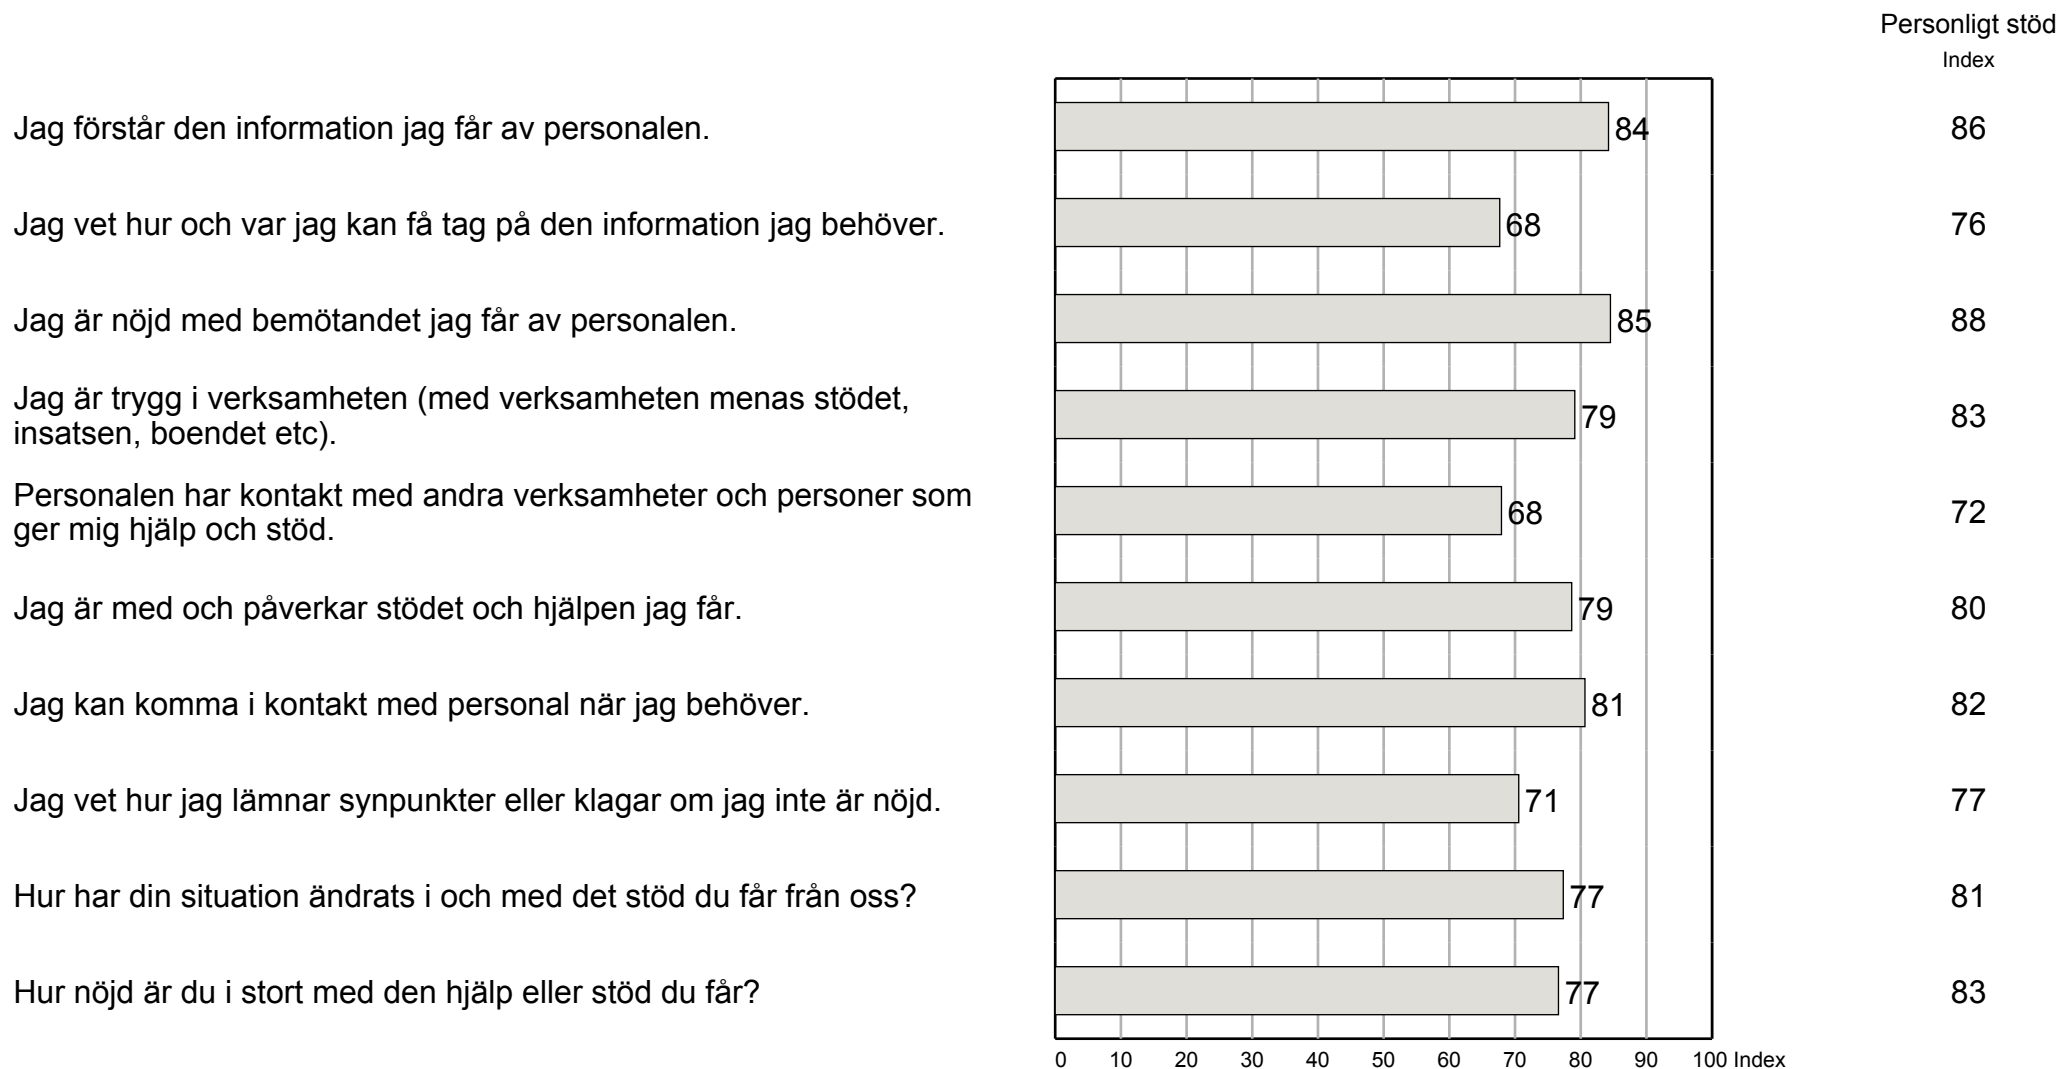 Personligt stöd
Index
Jag förstår den information jag får av personalen.
84
86
Jag vet hur och var jag kan få tag på den information jag behöver.
68
76
Jag är nöjd med bemötandet jag får av personalen.
85
88
Jag är trygg i verksamheten (med verksamheten menas stödet,
insatsen, boendet etc).
79
83
Personalen har kontakt med andra verksamheter och personer som
ger mig hjälp och stöd.
68
72
Jag är med och påverkar stödet och hjälpen jag får.
79
80
Jag kan komma i kontakt med personal när jag behöver.
81
82
Jag vet hur jag lämnar synpunkter eller klagar om jag inte är nöjd.
71
77
Hur har din situation ändrats i och med det stöd du får från oss?
77
81
Hur nöjd är du i stort med den hjälp eller stöd du får?
77
83
0 10 20 30 40 50 60 70 80 90 100 Index